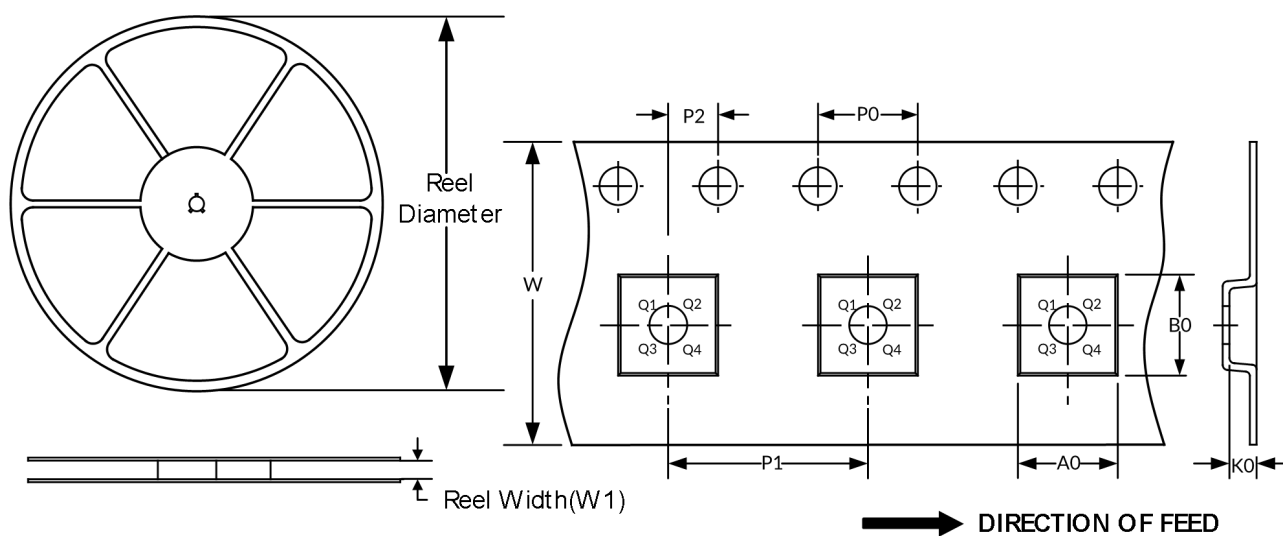 Reel
Diameter
Reel Width(W1)
P2
P0
W
Q1 Q2
Q3 Q4
Q1 Q2
Q3 Q4
Q1 Q2
Q3 Q4
B0
P1
A0
K0
DIRECTION OF FEED